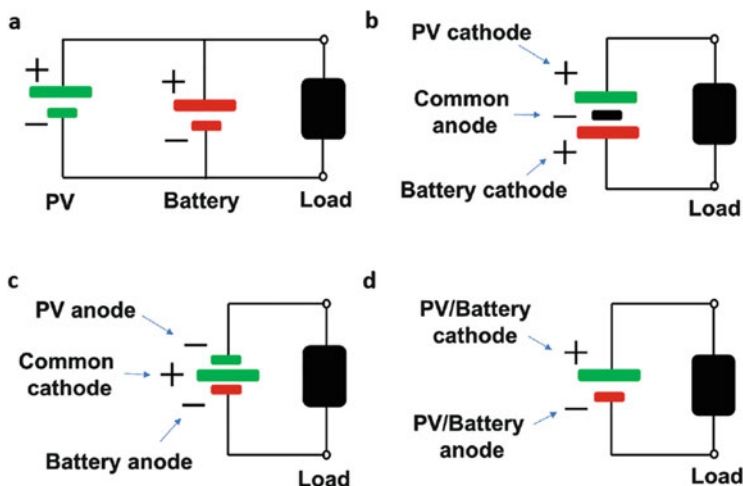 a
+
+
−
−
PV
Battery
Load
b
PV cathode
+
Common
anode
−
+
Battery cathode
Load
c
PV anode
−
Common
cathode
+
−
Battery anode
Load
d
PV/Battery
cathode
+
−
PV/Battery
anode
Load